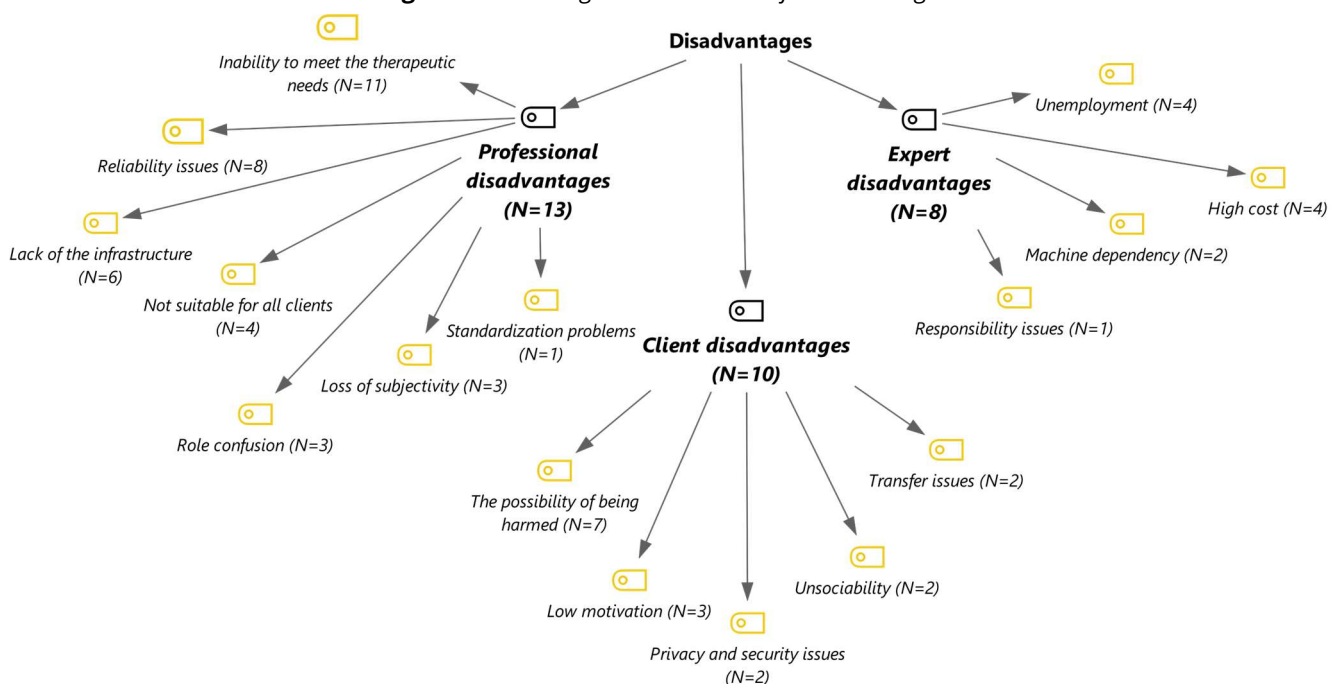 Disadvantages
Inability to meet the therapeutic
needs (N=11)
Reliability issues (N=8)
Lack of the infrastructure
(N=6)
Not suitable for all clients
(N=4)
Role confusion (N=3)
Loss of subjectivity (N=3)
Standardization problems
(N=1)
Professional
disadvantages
(N=13)
Expert
disadvantages
(N=8)
Unemployment (N=4)
High cost (N=4)
Machine dependency (N=2)
Responsibility issues (N=1)
Client disadvantages
(N=10)
The possibility of being
harmed (N=7)
Low motivation (N=3)
Privacy and security issues
(N=2)
Unsociability (N=2)
Transfer issues (N=2)